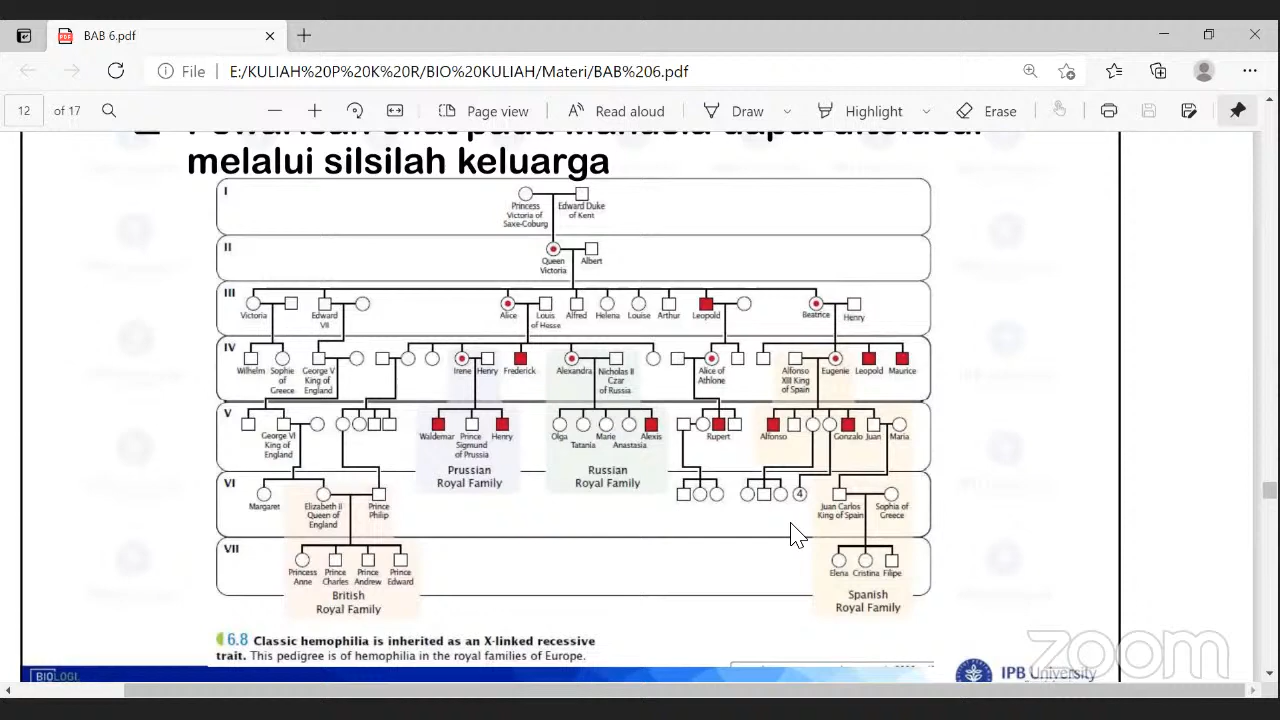 BAB 6.pdf
File
E:/KULIAH%20P%20K%20R/BIO%20KULIAH/Materi/BAB%206.pdf
12 of 17
Page view
Read aloud
Draw
Highlight
Erase
Pewarisan sifat pada manusia dapat ditelusuri
melalui silsilah keluarga
I
Princess Victoria of Saxe-Coburg
Edward Duke of Kent
II
Queen Victoria
Albert
III
Victoria
Edward VII
Alice
Louis of Hesse
Alfred
Helena
Louise
Arthur
Leopold
Beatrice
Henry
IV
Wilhelm
Sophie of Greece
George V King of England
Irene
Henry
Frederick
Alexandra
Nicholas II Czar of Russia
Alice of Athlone
Alfonso XIII King of Spain
Eugenie
Leopold
Maurice
V
George VI King of England
Waldemar
Prince Sigmund of Prussia
Henry
Prussian Royal Family
Olga
Tatania
Marie
Anastasia
Alexis
Russian Royal Family
Rupert
Alfonso
Gonzalo
Juan
Maria
VI
Margaret
Elizabeth II Queen of England
Prince Philip
4
Juan Carlos King of Spain
Sophia of Greece
VII
Princess Anne
Prince Charles
Prince Andrew
Prince Edward
British Royal Family
Elena
Cristina
Filipe
Spanish Royal Family
6.8 Classic hemophilia is inherited as an X-linked recessive
trait. This pedigree is of hemophilia in the royal families of Europe.
BIOLOGI
IPB University
zoom